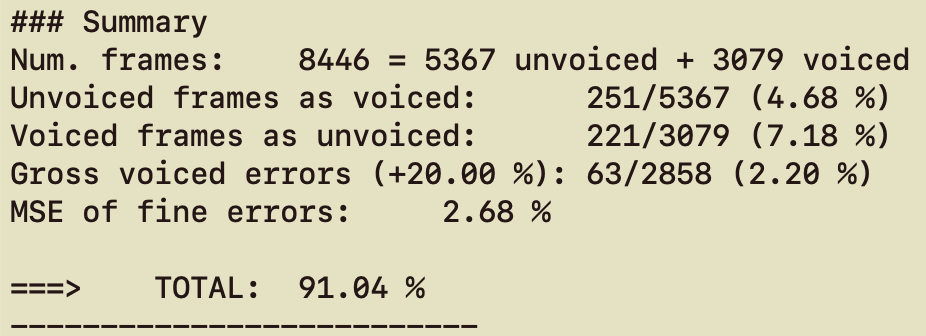 ### Summary
Num. frames:    8446 = 5367 unvoiced + 3079 voiced
Unvoiced frames as voiced:      251/5367 (4.68 %)
Voiced frames as unvoiced:      221/3079 (7.18 %)
Gross voiced errors (+20.00 %): 63/2858 (2.20 %)
MSE of fine errors:     2.68 %

===>    TOTAL:  91.04 %
--------------------------